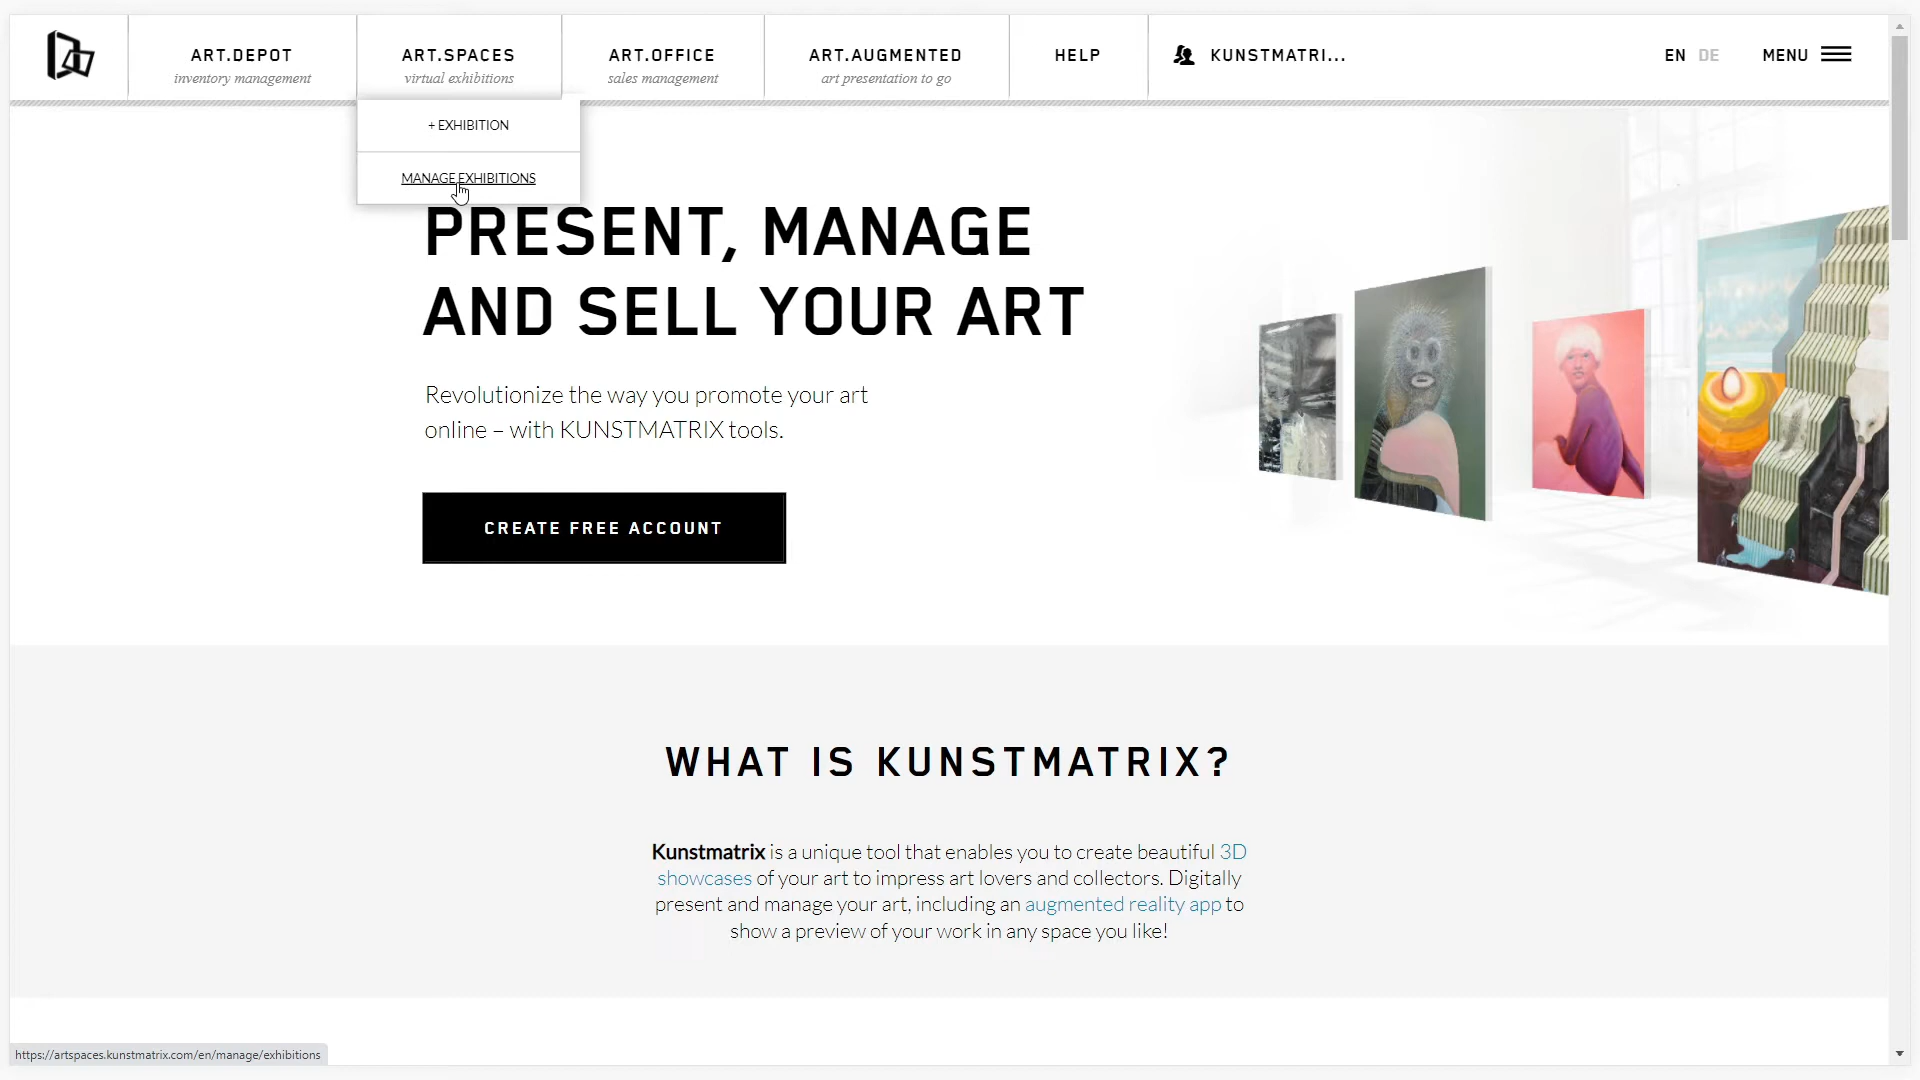 ART.DEPOT
inventory management
ART.SPACES
virtual exhibitions
ART.OFFICE
sales management
ART.AUGMENTED
art presentation to go
HELP
KUNSTMATRI...
EN DE
MENU
+ EXHIBITION
MANAGE EXHIBITIONS
PRESENT, MANAGE
AND SELL YOUR ART
Revolutionize the way you promote your art
online – with KUNSTMATRIX tools.
CREATE FREE ACCOUNT
WHAT IS KUNSTMATRIX?
Kunstmatrix is a unique tool that enables you to create beautiful 3D
showcases of your art to impress art lovers and collectors. Digitally
present and manage your art, including an augmented reality app to
show a preview of your work in any space you like!
https://artspaces.kunstmatrix.com/en/manage/exhibitions